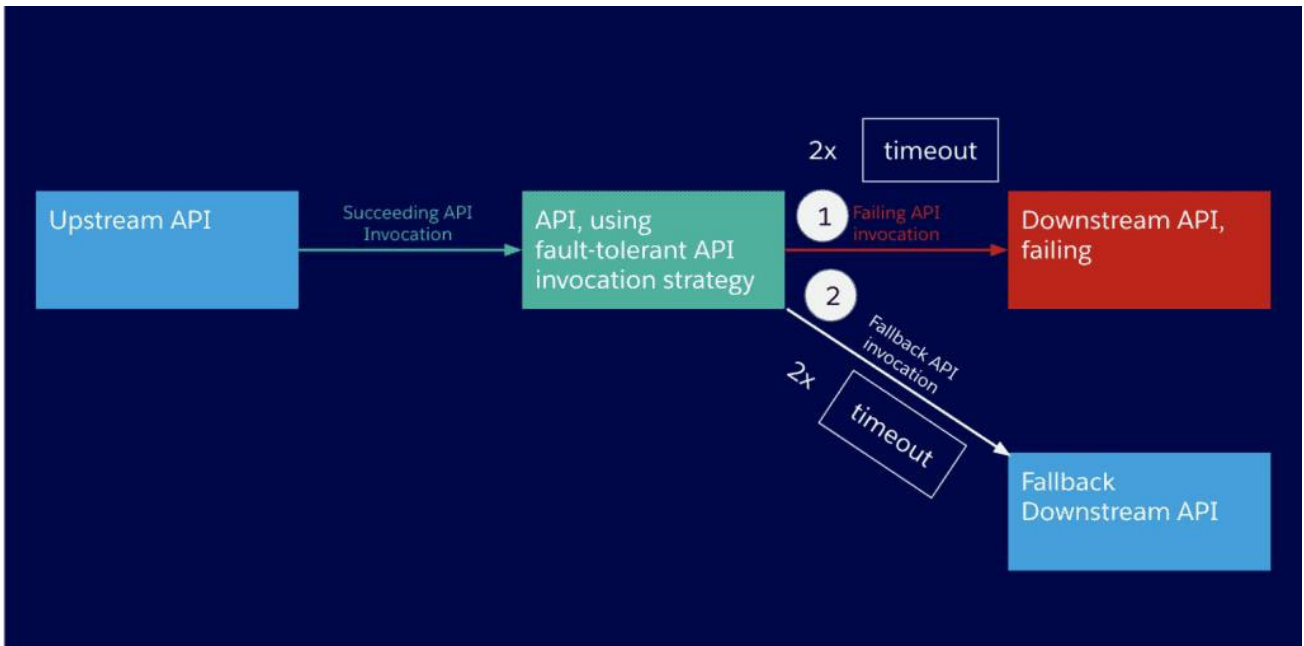 2x
timeout
Upstream API
Succeeding API
Invocation
API, using
fault-tolerant API
invocation strategy
1
Failing API
invocation
Downstream API,
failing
2
Fallback API
invocation
2x
timeout
Fallback
Downstream API